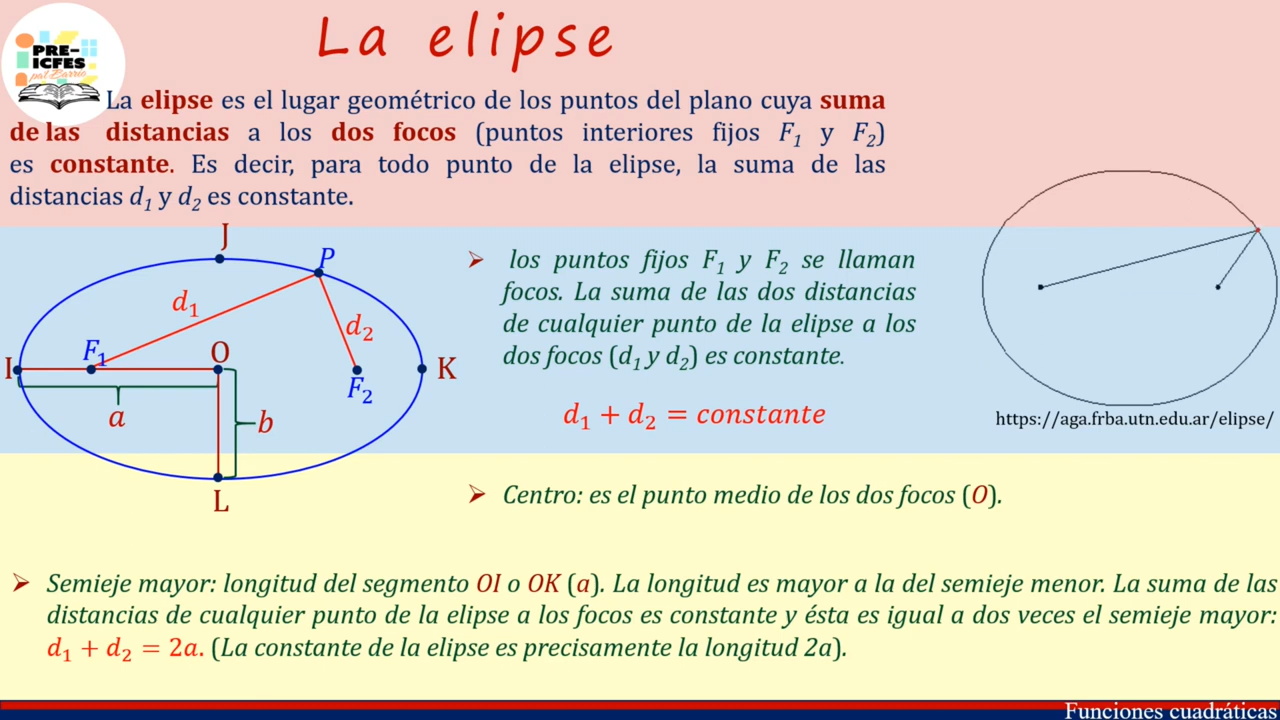 La elipse
PRE-
ICFES
La elipse es el lugar geométrico de los puntos del plano cuya suma
de las distancias a los dos focos (puntos interiores fijos F₁ y F₂)
es constante. Es decir, para todo punto de la elipse, la suma de las
distancias d₁ y d₂ es constante.
J
P
d₁
d₂
I
F₁
O
F₂
K
a
b
L
➢ los puntos fijos F₁ y F₂ se llaman
focos. La suma de las dos distancias
de cualquier punto de la elipse a los
dos focos (d₁ y d₂) es constante.
d₁ + d₂ = constante
https://aga.frba.utn.edu.ar/elipse/
➢ Centro: es el punto medio de los dos focos (O).
➢ Semieje mayor: longitud del segmento OI o OK (a). La longitud es mayor a la del semieje menor. La suma de las
distancias de cualquier punto de la elipse a los focos es constante y ésta es igual a dos veces el semieje mayor:
d₁ + d₂ = 2a. (La constante de la elipse es precisamente la longitud 2a).
Funciones cuadráticas